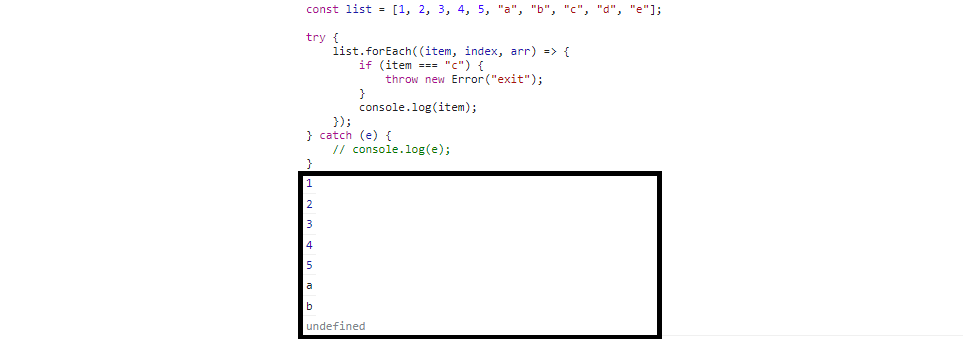 const list = [1, 2, 3, 4, 5, "a", "b", "c", "d", "e"];
try {
list.forEach((item, index, arr) => {
if (item === "c") {
throw new Error("exit");
}
console.log(item);
});
} catch (e) {
// console.log(e);
}
1
2
3
4
5
a
b
undefined